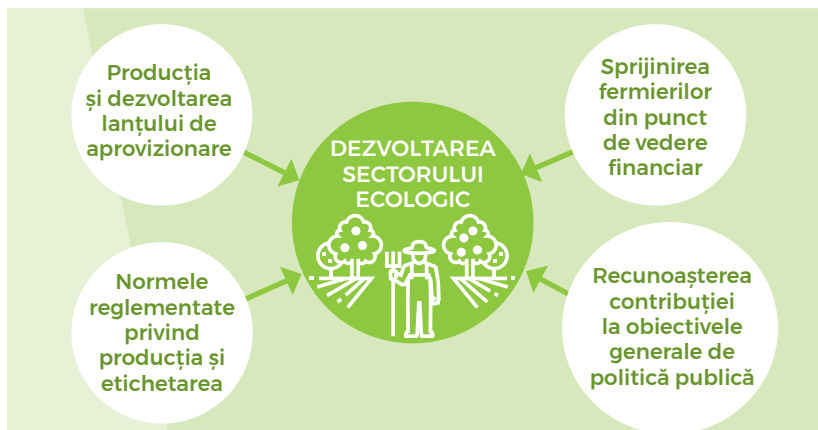 Producția
și dezvoltarea
lanțului de
aprovizionare
Sprijinirea
fermierilor
din punct
de vedere
financiar
DEZVOLTAREA
SECTORULUI
ECOLOGIC
Normele
reglementate
privind
producția și
etichetarea
Recunoașterea
contribuției
la obiectivele
generale de
politică publică